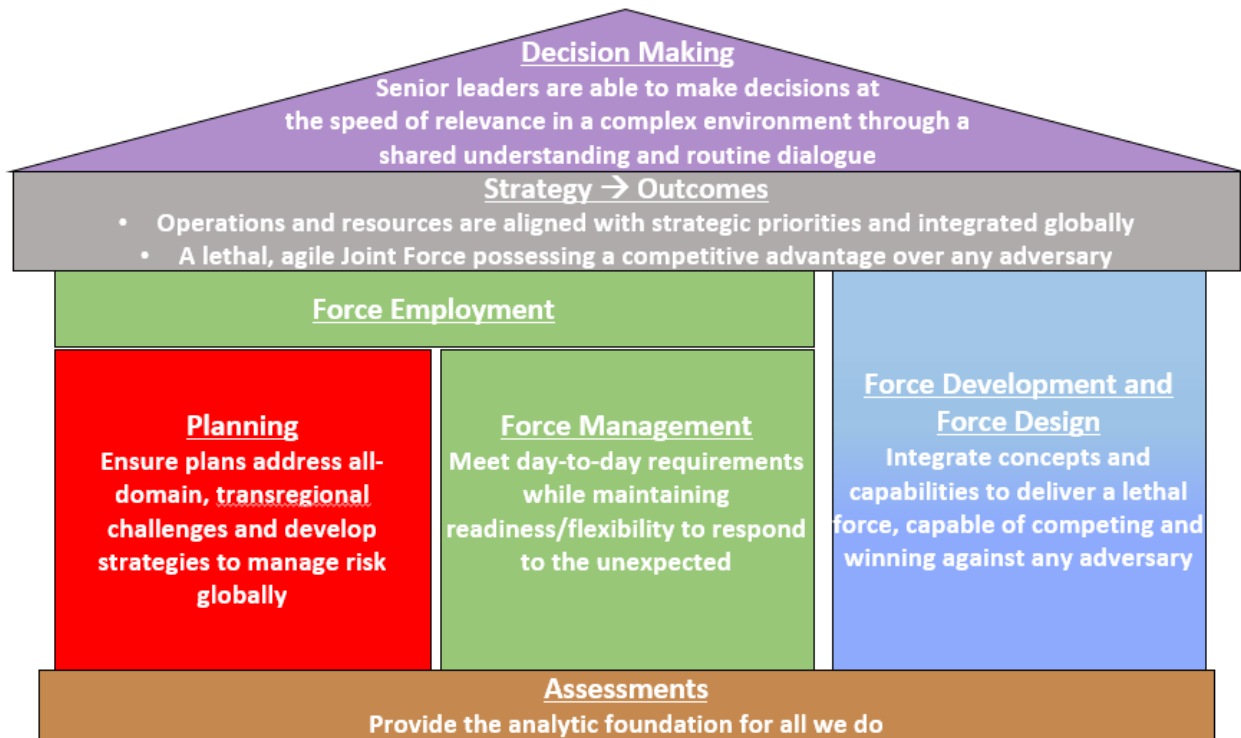 Decision Making
Senior leaders are able to make decisions at
the speed of relevance in a complex environment through a
shared understanding and routine dialogue
Strategy → Outcomes
• Operations and resources are aligned with strategic priorities and integrated globally
• A lethal, agile Joint Force possessing a competitive advantage over any adversary
Force Employment
Planning
Ensure plans address all-
domain, transregional
challenges and develop
strategies to manage risk
globally
Force Management
Meet day-to-day requirements
while maintaining
readiness/flexibility to respond
to the unexpected
Force Development and
Force Design
Integrate concepts and
capabilities to deliver a lethal
force, capable of competing and
winning against any adversary
Assessments
Provide the analytic foundation for all we do